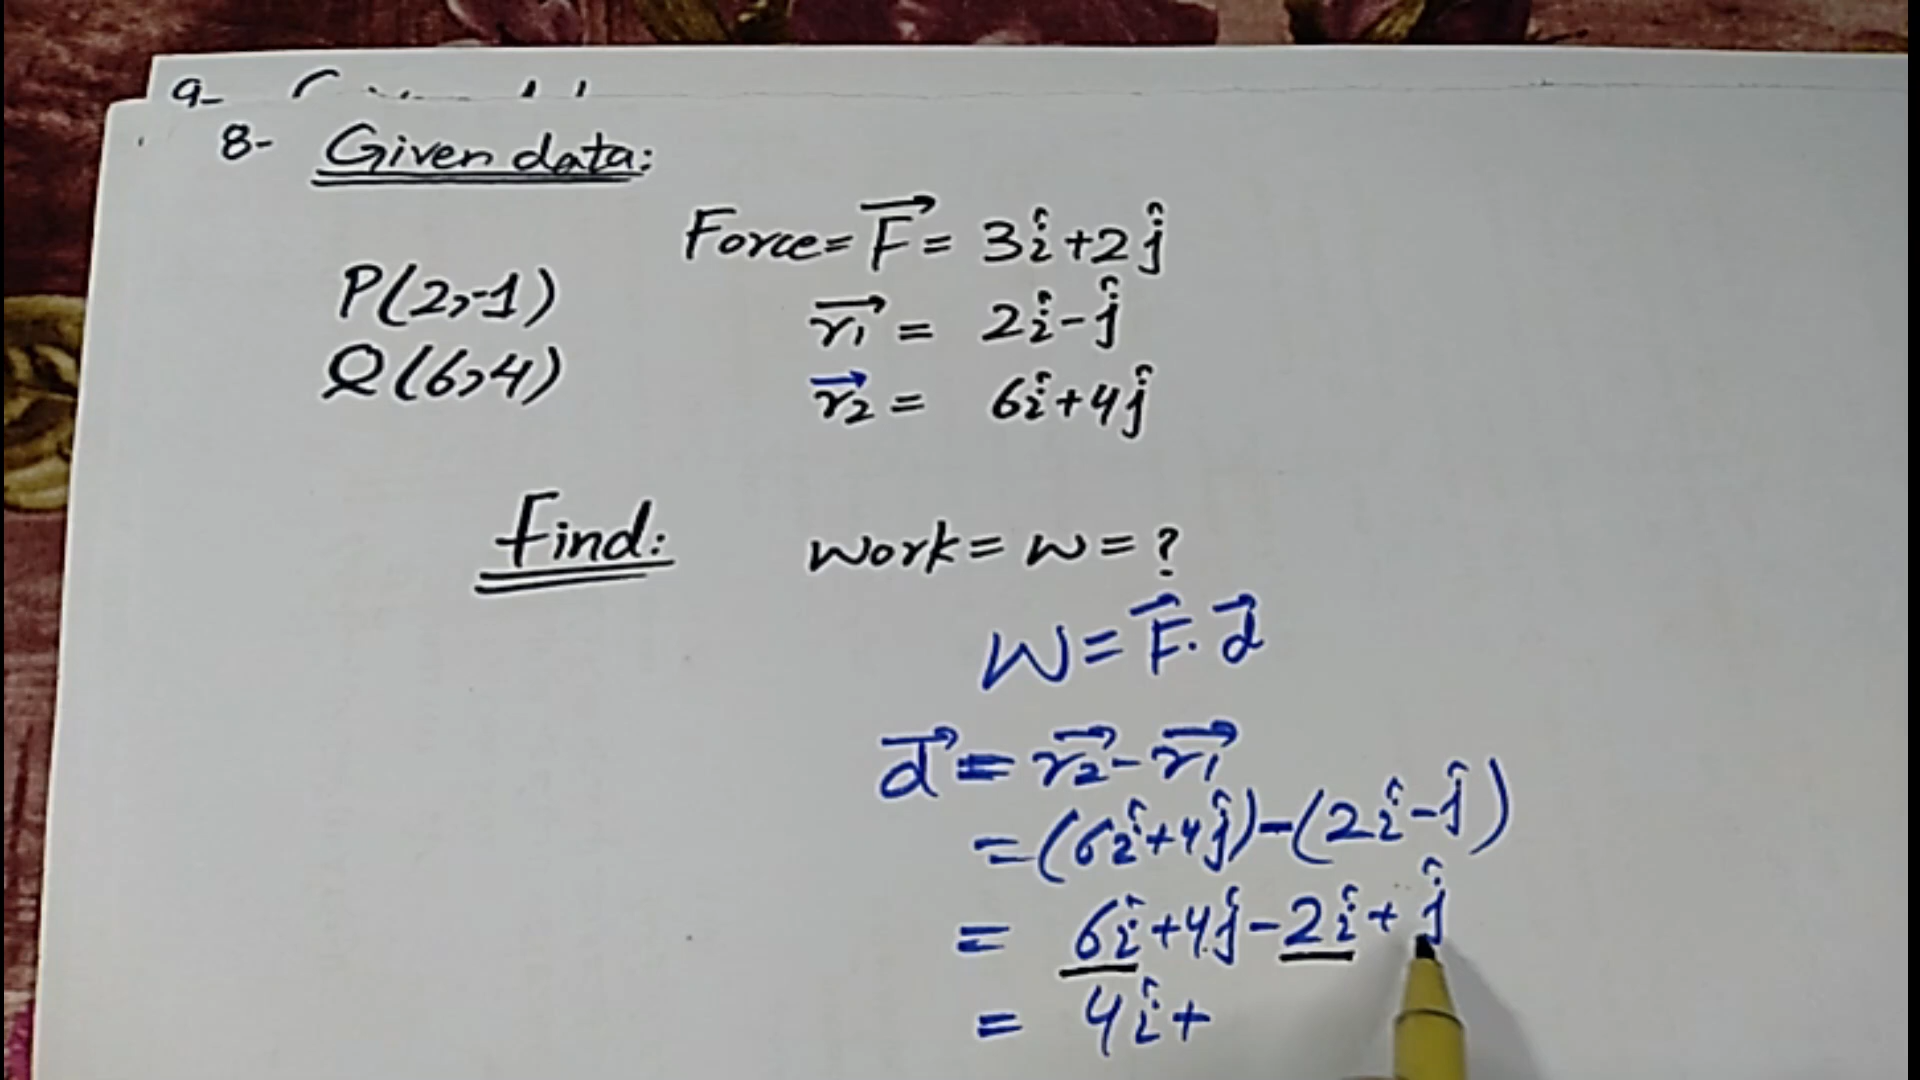 9-
8- Given data:
Force = F⃗ = 3î+2ĵ
P(2,-1)
r⃗1 = 2î-ĵ
Q(6,4)
r⃗2 = 6î+4ĵ
Find: Work = W = ?
W = F⃗.d⃗
d⃗ = r⃗2-r⃗1
=(6î+4ĵ)-(2î-ĵ)
= 6î+4ĵ-2î+ĵ
= 4î+